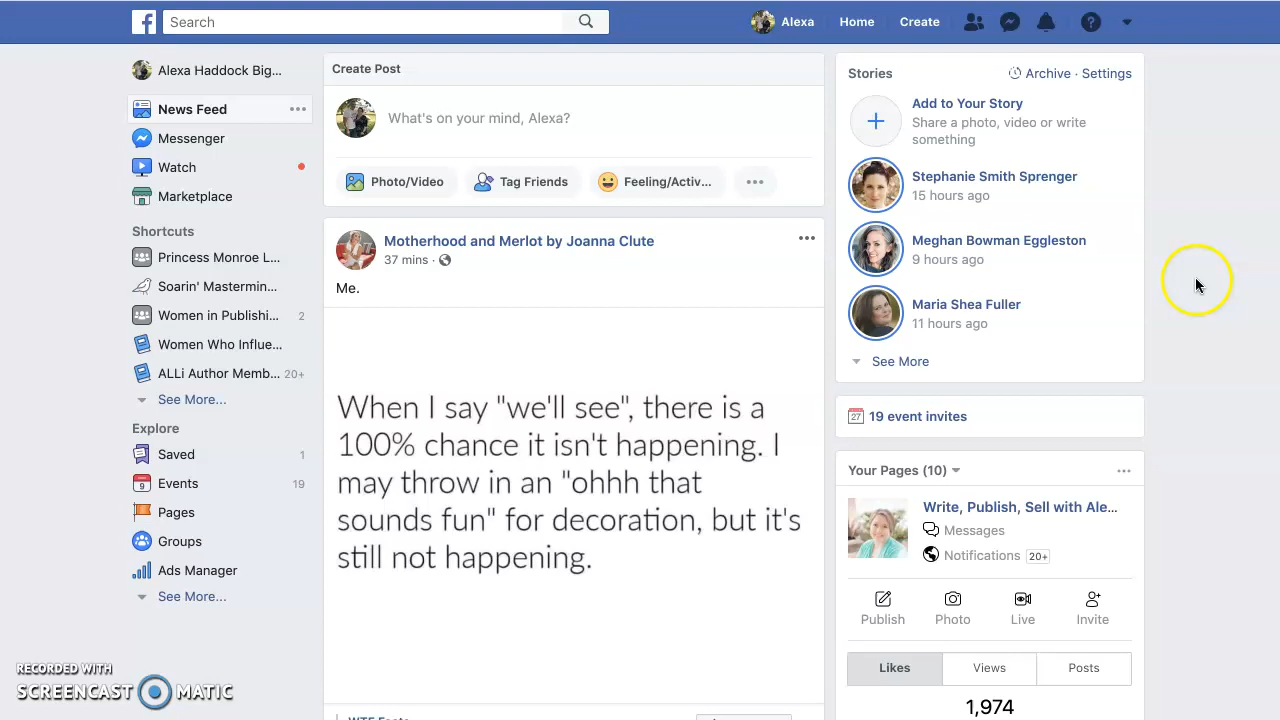 Search
Alexa
Home
Create
Alexa Haddock Big...
News Feed
Messenger
Watch
Marketplace
Shortcuts
Princess Monroe L...
Soarin' Mastermin...
Women in Publishi... 2
Women Who Influe...
ALLi Author Memb... 20+
See More...
Explore
Saved 1
Events 19
Pages
Groups
Ads Manager
See More...
RECORDED WITH
SCREENCAST MATIC
Create Post
What's on your mind, Alexa?
Photo/Video
Tag Friends
Feeling/Activ...
Motherhood and Merlot by Joanna Clute
37 mins ·
Me.
When I say "we'll see", there is a
100% chance it isn't happening. I
may throw in an "ohhh that
sounds fun" for decoration, but it's
still not happening.
Stories
Archive · Settings
Add to Your Story
Share a photo, video or write
something
Stephanie Smith Sprenger
15 hours ago
Meghan Bowman Eggleston
9 hours ago
Maria Shea Fuller
11 hours ago
See More
27 19 event invites
Your Pages (10)
Write, Publish, Sell with Ale...
Messages
Notifications 20+
Publish
Photo
Live
Invite
Likes
Views
Posts
1,974